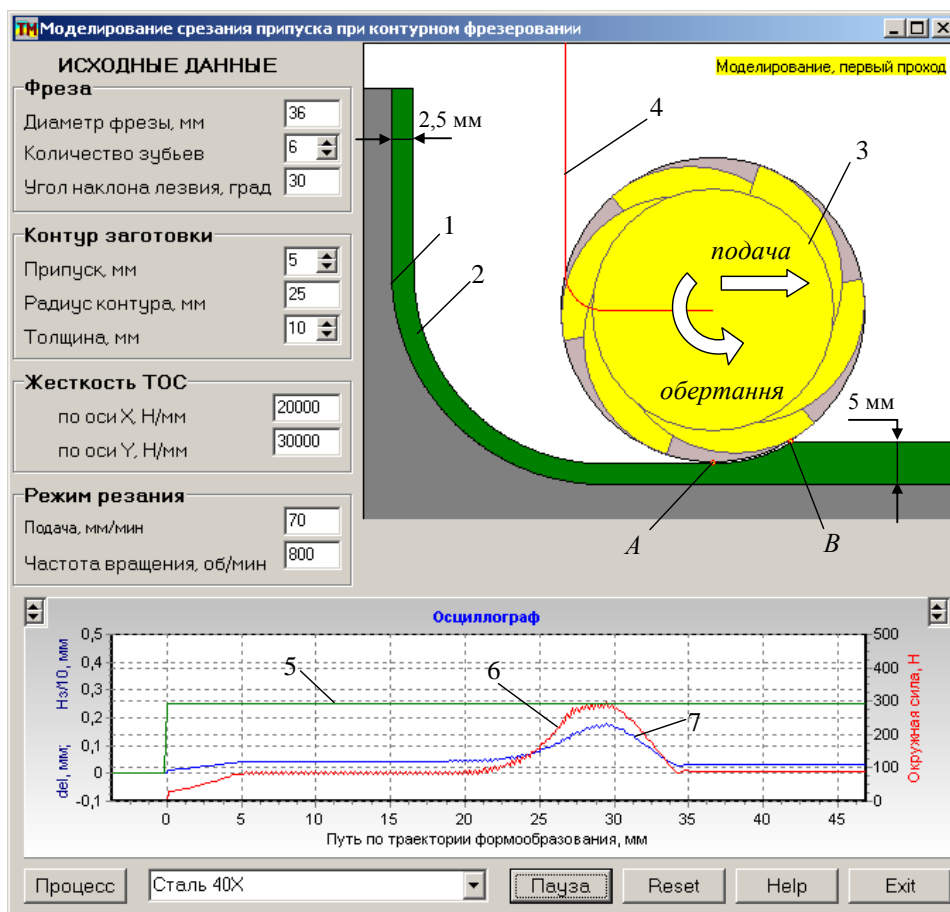 TM Моделирование срезания припуска при контурном фрезеровании
ИСХОДНЫЕ ДАННЫЕ
Фреза
Диаметр фрезы, мм 36
Количество зубьев 6
Угол наклона лезвия, град 30
Контур заготовки
Припуск, мм 5
Радиус контура, мм 25
Толщина, мм 10
Жесткость ТОС
по оси X, Н/мм 20000
по оси Y, Н/мм 30000
Режим резания
Подача, мм/мин 70
Частота вращения, об/мин 800
Моделирование, первый проход
2,5 мм
4
3
1
2
подача
обертання
5 мм
A
B
Осциллограф
del, мм; Hз/10, мм
0,5
0,4
0,3
0,2
0,1
0
-0,1
5
6
7
500
400
300
200
100
0
Окружная сила, Н
0 5 10 15 20 25 30 35 40 45
Путь по траектории формообразования, мм
Процесс
Сталь 40Х
Пауза
Reset
Help
Exit